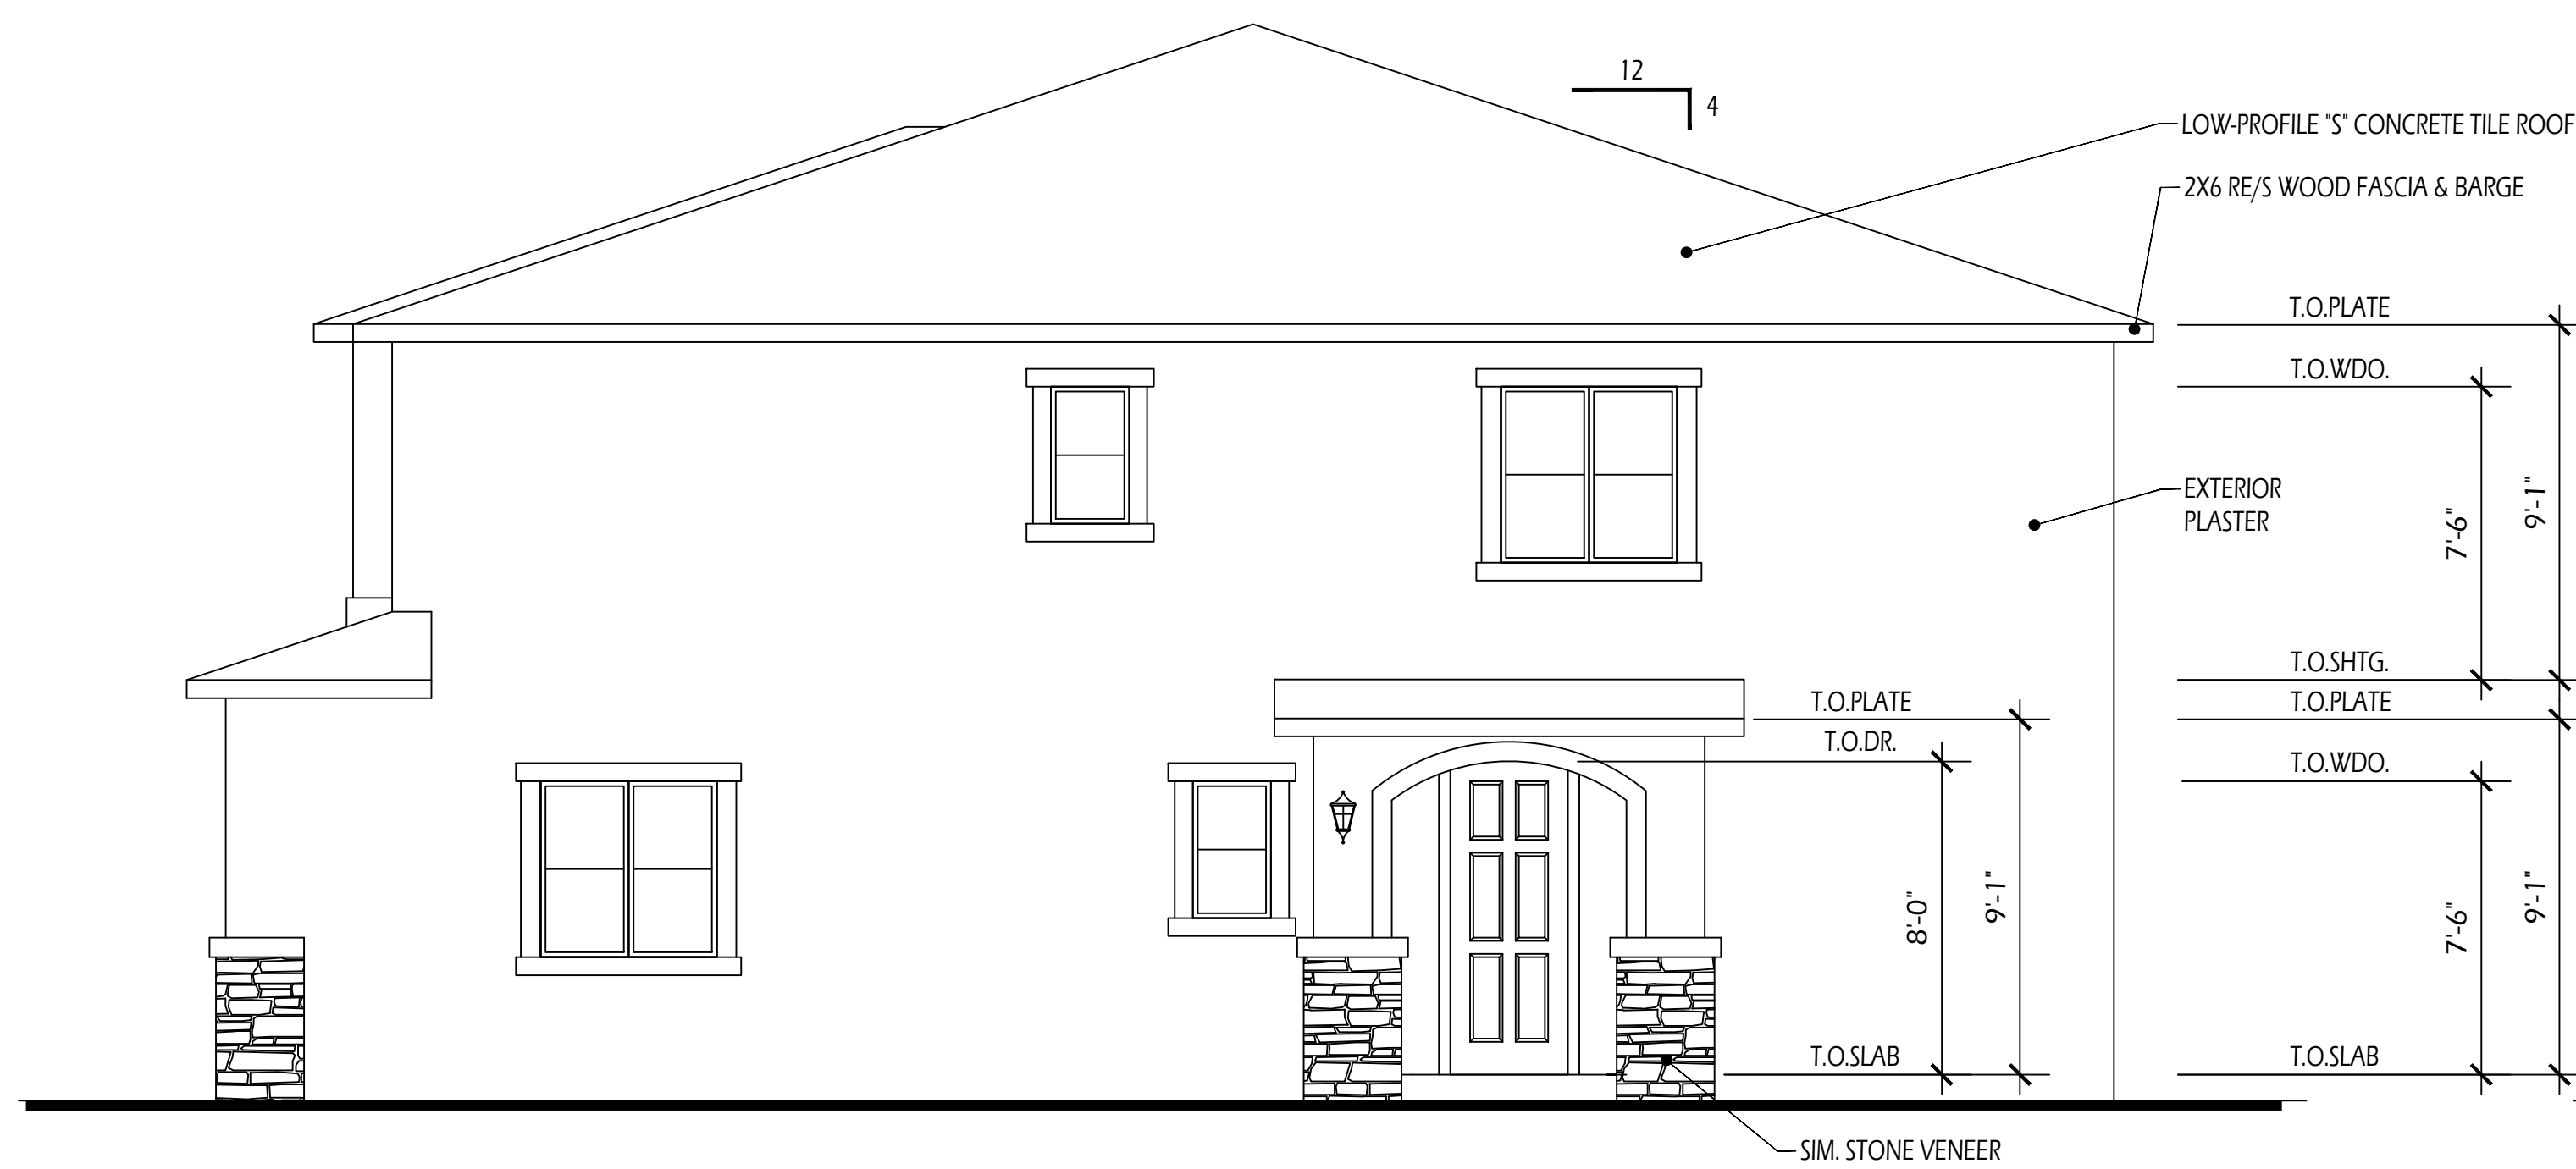 12
4
LOW-PROFILE "S" CONCRETE TILE ROOF
2X6 RE/S WOOD FASCIA & BARGE
T.O.PLATE
T.O.WDO.
EXTERIOR
PLASTER
7'-6"
9'-1"
T.O.SHTG.
T.O.PLATE
T.O.PLATE
T.O.DR.
T.O.WDO.
8'-0"
9'-1"
7'-6"
9'-1"
T.O.SLAB
T.O.SLAB
SIM. STONE VENEER